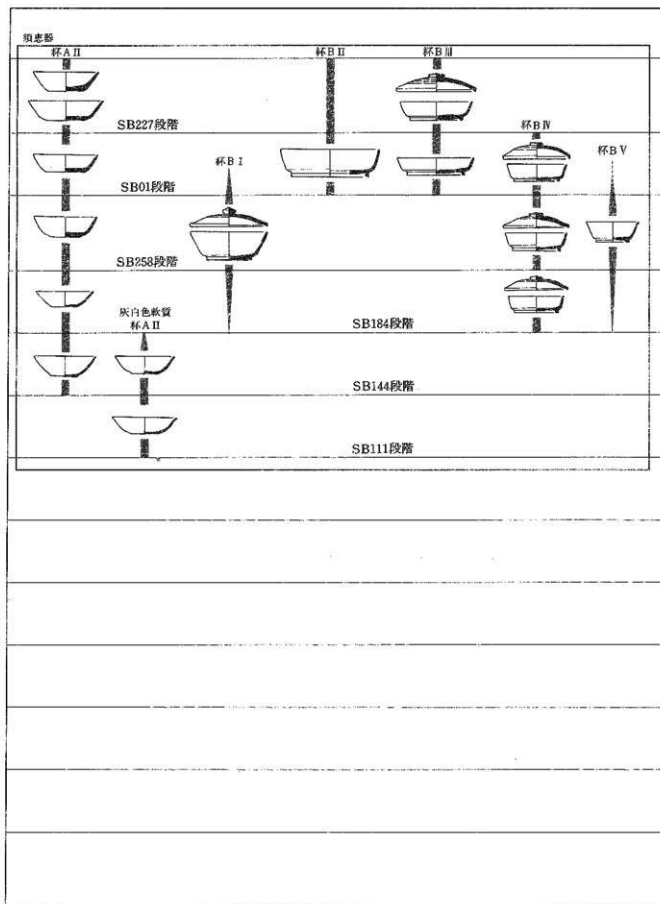 須恵器
杯AⅡ
杯BⅡ
杯BⅢ
SB227段階
杯BⅣ
杯BⅤ
杯BⅠ
SB01段階
SB258段階
灰白色軟質
杯AⅡ
SB184段階
SB144段階
SB111段階